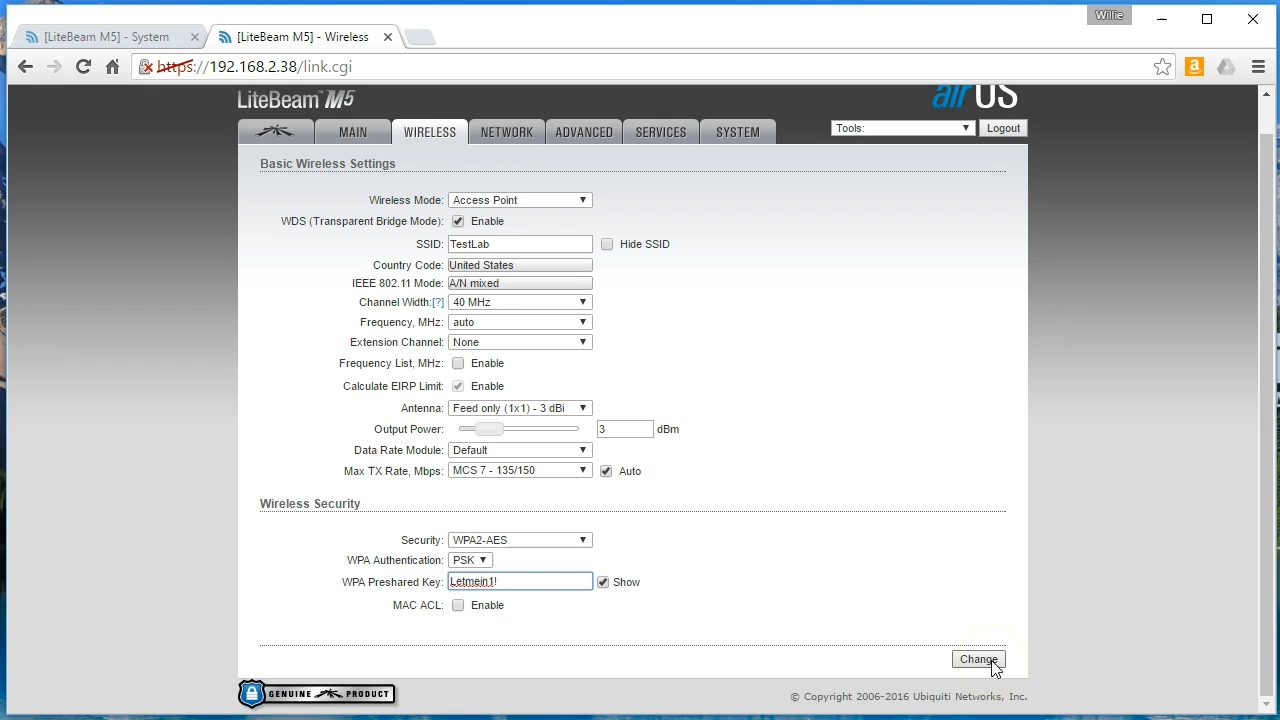 Willie
[LiteBeam M5] - System
[LiteBeam M5] - Wireless
https://192.168.2.38/link.cgi
LiteBeam™ M5
airOS
MAIN
WIRELESS
NETWORK
ADVANCED
SERVICES
SYSTEM
Tools:
Logout
Basic Wireless Settings
Wireless Mode: Access Point
WDS (Transparent Bridge Mode): Enable
SSID: TestLab Hide SSID
Country Code: United States
IEEE 802.11 Mode: A/N mixed
Channel Width:[?] 40 MHz
Frequency, MHz: auto
Extension Channel: None
Frequency List, MHz: Enable
Calculate EIRP Limit: Enable
Antenna: Feed only (1x1) - 3 dBi
Output Power: 3 dBm
Data Rate Module: Default
Max TX Rate, Mbps: MCS 7 - 135/150 Auto
Wireless Security
Security: WPA2-AES
WPA Authentication: PSK
WPA Preshared Key: Letmein1! Show
MAC ACL: Enable
Change
GENUINE PRODUCT
© Copyright 2006-2016 Ubiquiti Networks, Inc.